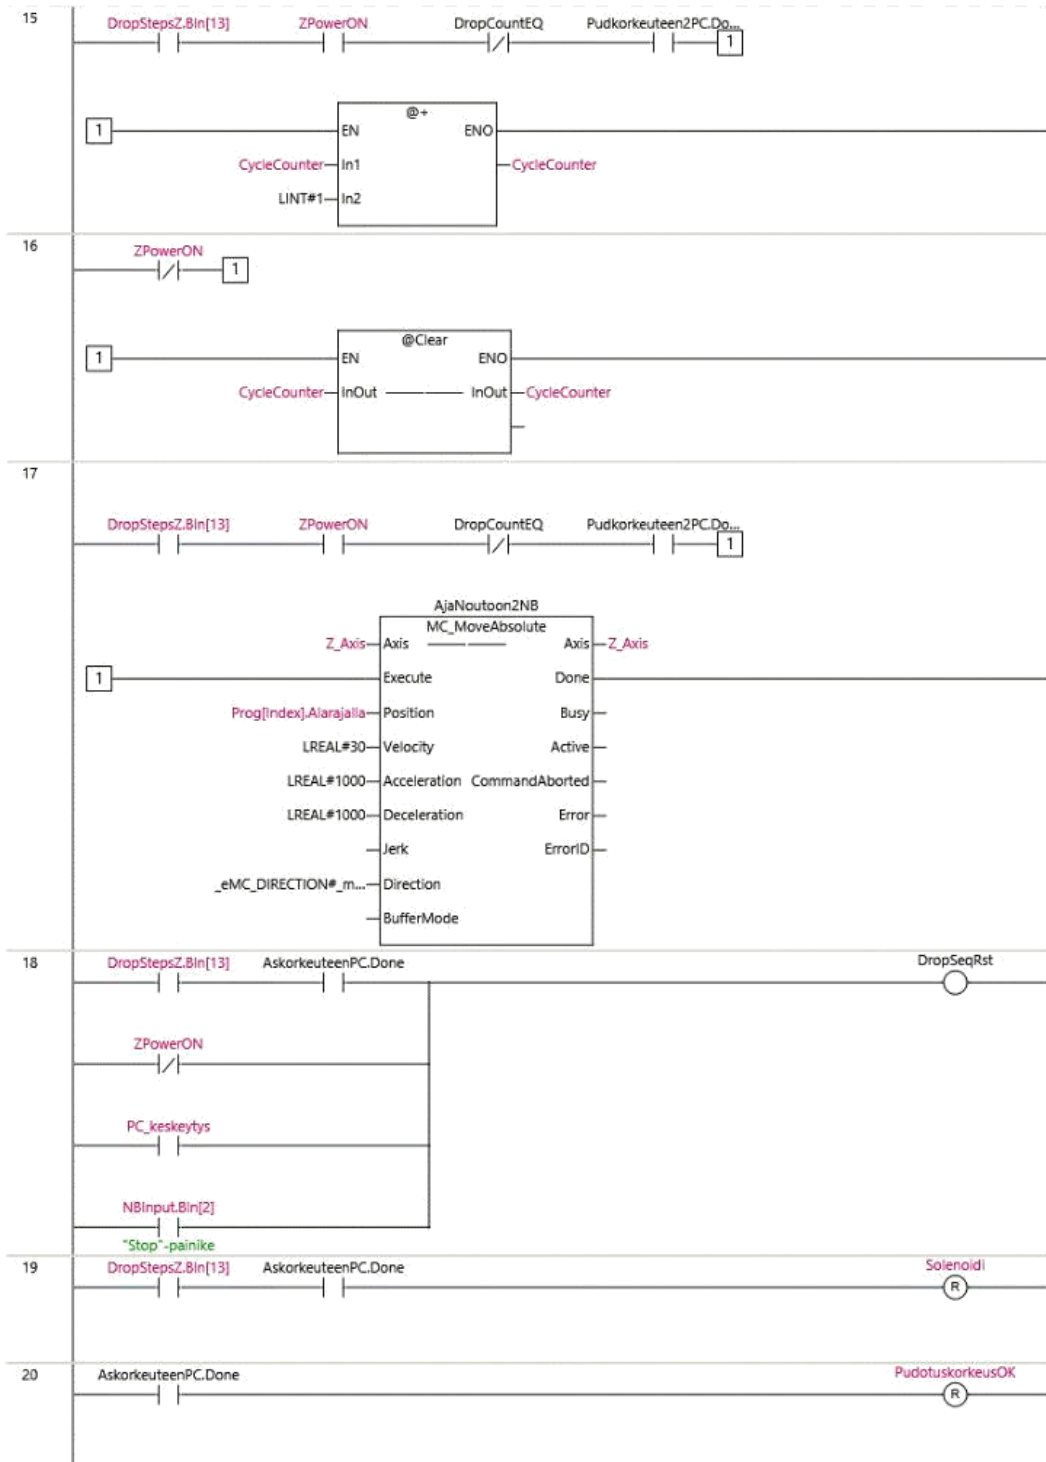 15
DropStepsZ.BIn[13] ZPowerON DropCountEQ Pudkorkeuteen2PC.Do...
1
@+
1 EN ENO
CycleCounter In1 CycleCounter
LINT#1 In2
16
ZPowerON
1
@Clear
1 EN ENO
CycleCounter InOut InOut CycleCounter
17
DropStepsZ.BIn[13] ZPowerON DropCountEQ Pudkorkeuteen2PC.Do...
1
AjaNoutoon2NB
MC_MoveAbsolute
Z_Axis Axis Axis Z_Axis
1 Execute Done
Prog[Index].Alarajalla Position Busy
LREAL#30 Velocity Active
LREAL#1000 Acceleration CommandAborted
LREAL#1000 Deceleration Error
Jerk ErrorID
_eMC_DIRECTION#_m... Direction
BufferMode
18
DropStepsZ.BIn[13] AskorkeuteenPC.Done DropSeqRst
ZPowerON
PC_keskeytys
NBInput.BIn[2]
"Stop"-painike
19
DropStepsZ.BIn[13] AskorkeuteenPC.Done Solenoidi
R
20
AskorkeuteenPC.Done PudotuskorkeusOK
R